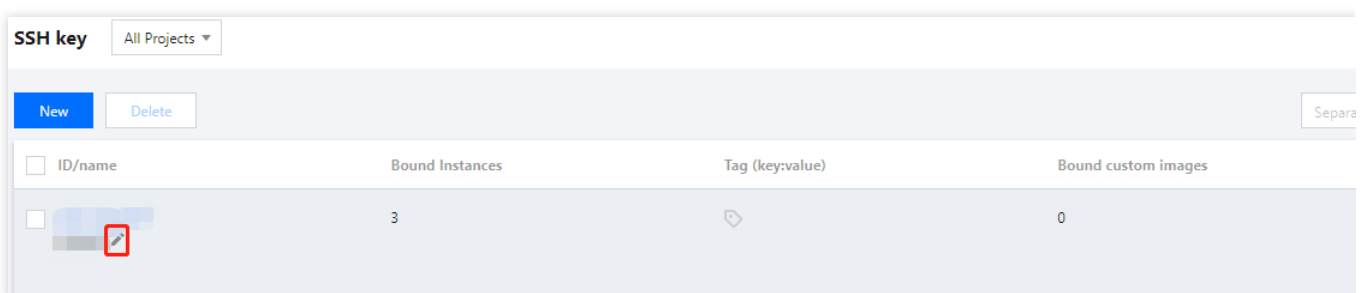 SSH key All Projects
New Delete
ID/name Bound Instances Tag (key:value) Bound custom images
3 0